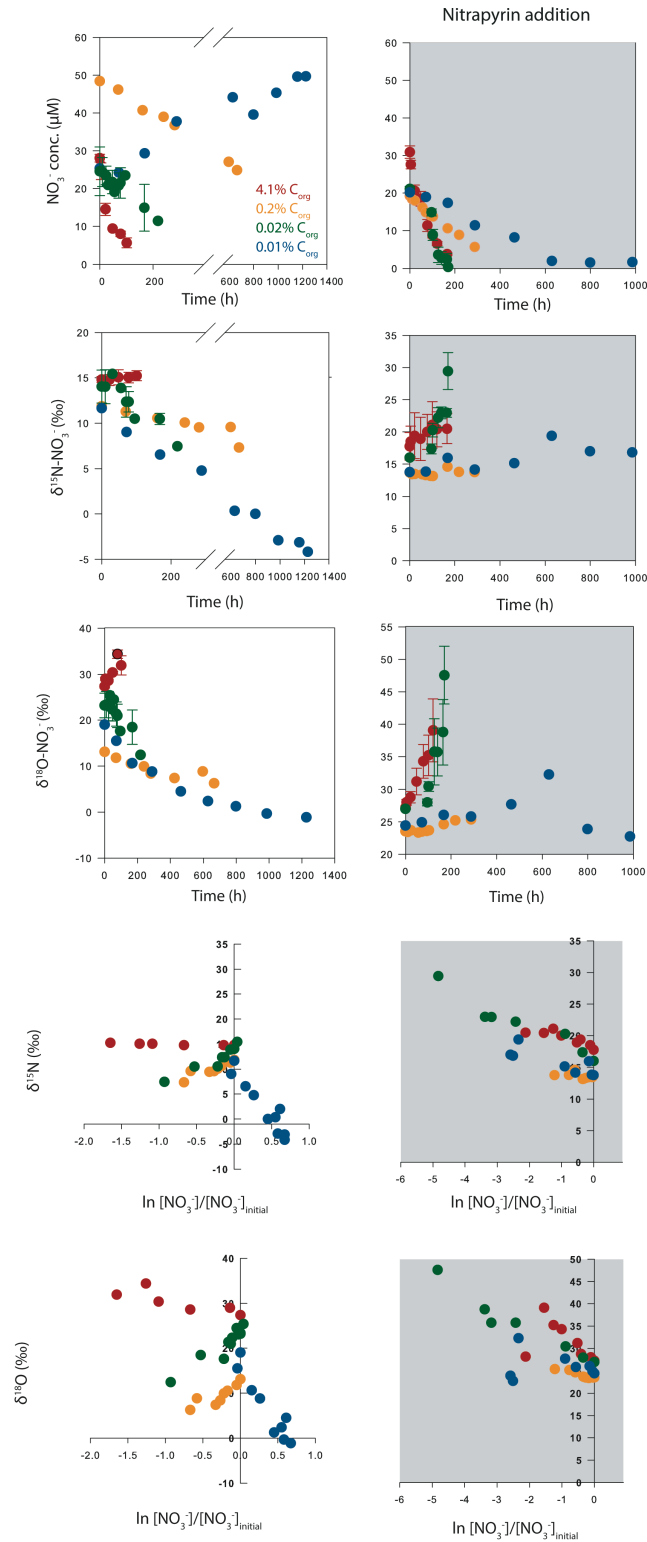 Nitrapyrin addition
60
50
40
30
20
10
0
NO₃⁻ conc. (µM)
4.1% Corg
0.2% Corg
0.02% Corg
0.01% Corg
0 200 600 800 1000 1200 1400
Time (h)
60
50
40
30
20
10
0
0 200 400 600 800 1000
Time (h)
20
15
10
5
0
-5
δ¹⁵N-NO₃⁻ (‰)
0 200 600 800 1000 1200 1400
Time (h)
35
30
25
20
15
10
5
0
0 200 400 600 800 1000
Time (h)
40
30
20
10
0
-10
δ¹⁸O-NO₃⁻ (‰)
0 200 400 600 800 1000 1200 1400
Time (h)
55
50
45
40
35
30
25
20
0 200 400 600 800 1000
Time (h)
35
30
25
20
15
10
5
0
-5
-10
δ¹⁵N (‰)
-2.0 -1.5 -1.0 -0.5 0.0 0.5 1.0
ln [NO₃⁻]/[NO₃⁻]initial
35
30
25
20
15
10
5
0
-6 -5 -4 -3 -2 -1 0
ln [NO₃⁻]/[NO₃⁻]initial
40
30
20
10
0
-10
δ¹⁸O (‰)
-2.0 -1.5 -1.0 -0.5 0.0 0.5 1.0
ln [NO₃⁻]/[NO₃⁻]initial
50
45
40
35
30
25
20
15
10
5
0
-6 -5 -4 -3 -2 -1 0
ln [NO₃⁻]/[NO₃⁻]initial